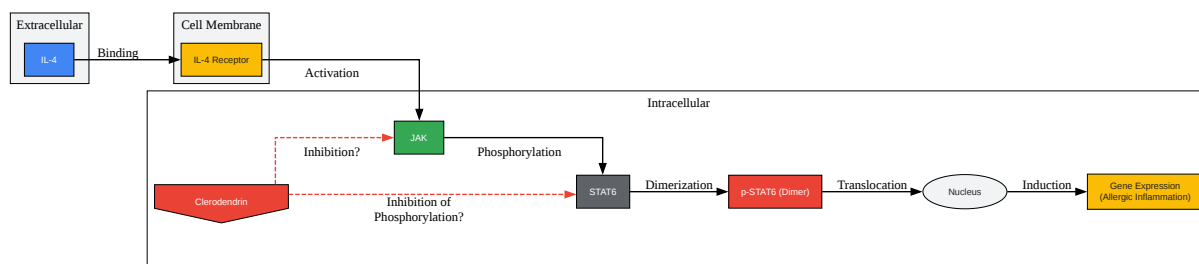 Extracellular
Cell Membrane
IL-4
Binding
IL-4 Receptor
Activation
Intracellular
JAK
Inhibition?
Phosphorylation
Clerodendrin
Inhibition of
Phosphorylation?
STAT6
Dimerization
p-STAT6 (Dimer)
Translocation
Nucleus
Induction
Gene Expression
(Allergic Inflammation)